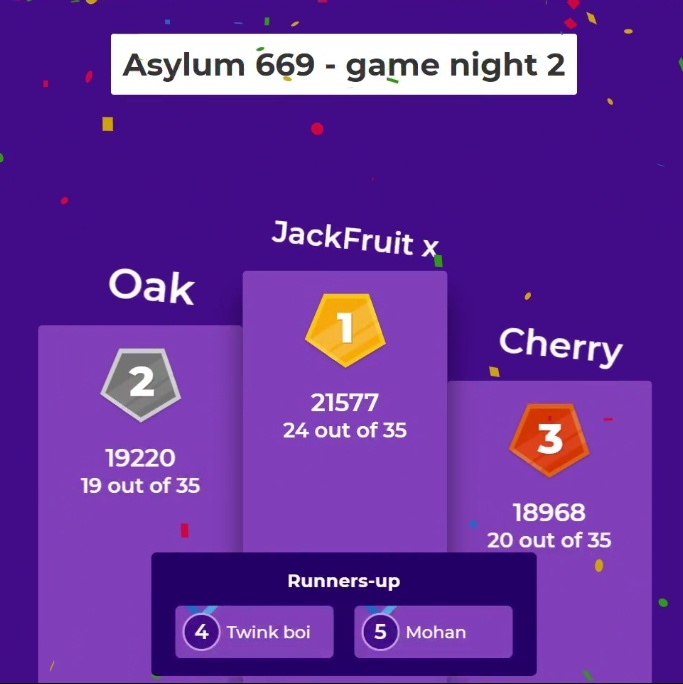 Asylum 669 - game night 2
JackFruit x
Oak
Cherry
1
21577
24 out of 35
2
19220
19 out of 35
3
18968
20 out of 35
Runners-up
4 Twink boi
5 Mohan